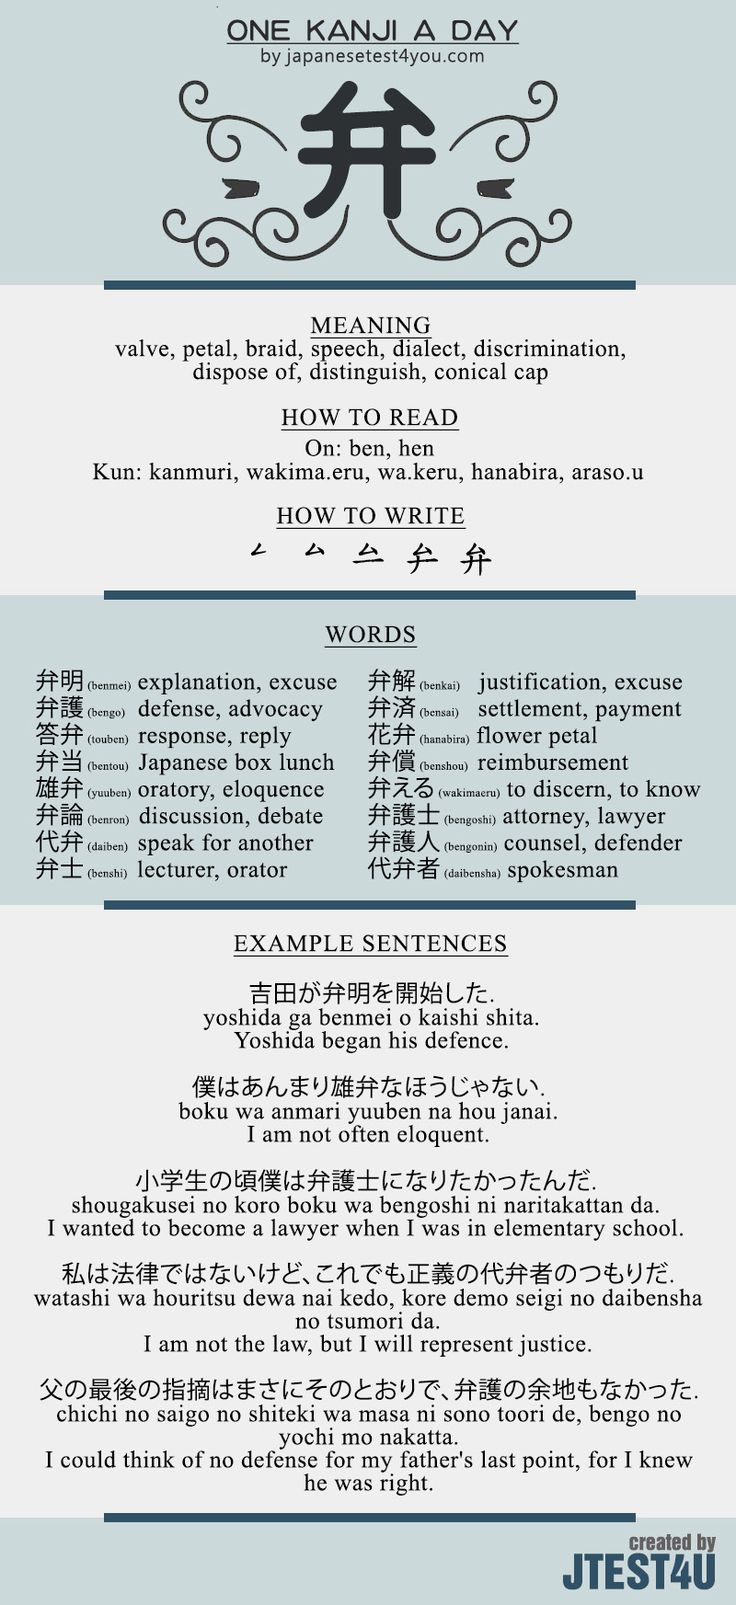 ONE KANJI A DAY
by japanesetest4you.com
弁
MEANING
valve, petal, braid, speech, dialect, discrimination,
dispose of, distinguish, conical cap
HOW TO READ
On: ben, hen
Kun: kanmuri, wakima.eru, wa.keru, hanabira, araso.u
HOW TO WRITE
弁
WORDS
弁明 (benmei) explanation, excuse
弁護 (bengo) defense, advocacy
答弁 (touben) response, reply
弁当 (bentou) Japanese box lunch
雄弁 (yuuben) oratory, eloquence
弁論 (benron) discussion, debate
代弁 (daiben) speak for another
弁士 (benshi) lecturer, orator
弁解 (benkai) justification, excuse
弁済 (bensai) settlement, payment
花弁 (hanabira) flower petal
弁償 (benshou) reimbursement
弁える (wakimaeru) to discern, to know
弁護士 (bengoshi) attorney, lawyer
弁護人 (bengonin) counsel, defender
代弁者 (daibensha) spokesman
EXAMPLE SENTENCES
吉田が弁明を開始した.
yoshida ga benmei o kaishi shita.
Yoshida began his defence.
僕はあんまり雄弁なほうじゃない.
boku wa anmari yuuben na hou janai.
I am not often eloquent.
小学生の頃僕は弁護士になりたかったんだ.
shougakusei no koro boku wa bengoshi ni naritakattan da.
I wanted to become a lawyer when I was in elementary school.
私は法律ではないけど、これでも正義の代弁者のつもりだ.
watashi wa houritsu dewa nai kedo, kore demo seigi no daibensha
no tsumori da.
I am not the law, but I will represent justice.
父の最後の指摘はまさにそのとおりで、弁護の余地もなかった.
chichi no saigo no shiteki wa masa ni sono toori de, bengo no
yochi mo nakatta.
I could think of no defense for my father's last point, for I knew
he was right.
created by
JTEST4U